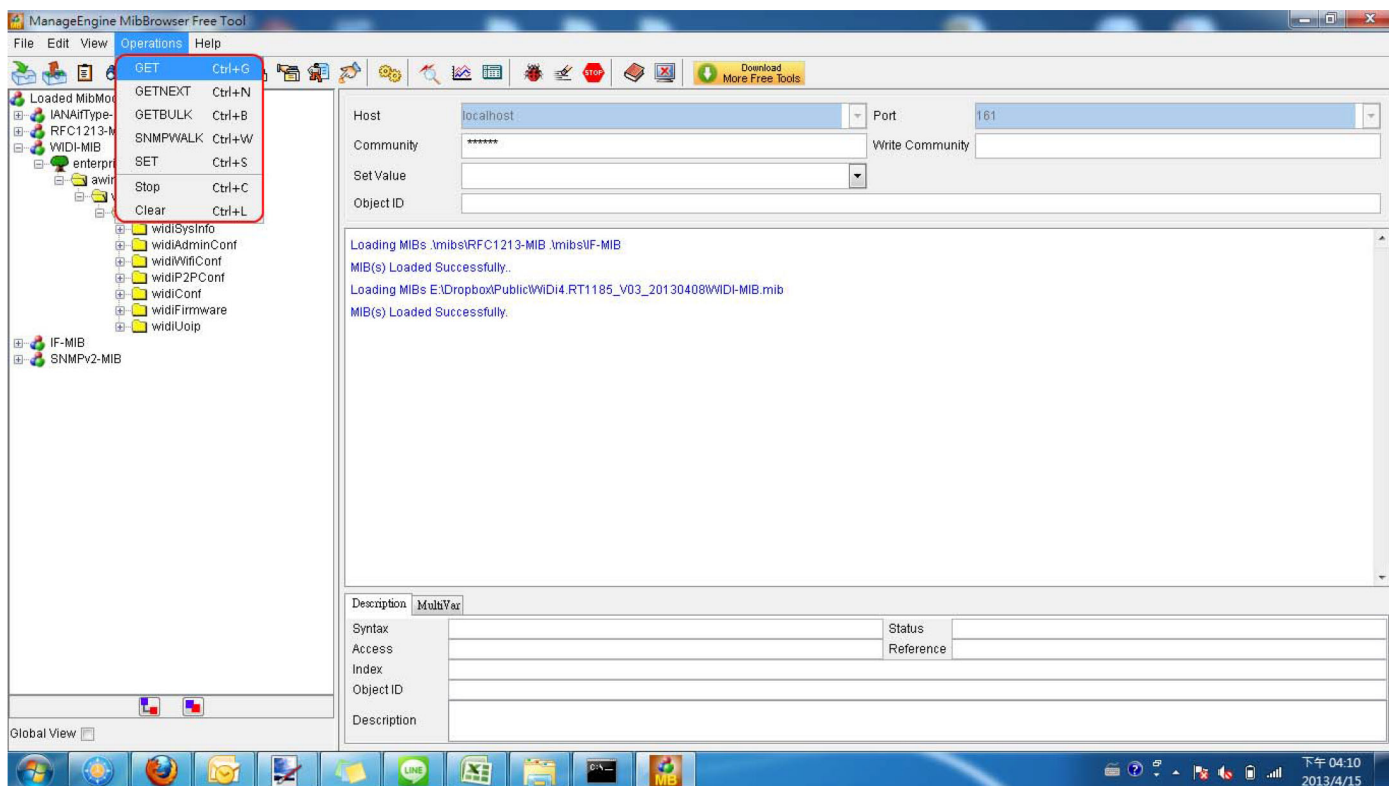 ManageEngine MibBrowser Free Tool
File Edit View Operations Help
GET Ctrl+G
GETNEXT Ctrl+N
GETBULK Ctrl+B
SNMPWALK Ctrl+W
SET Ctrl+S
Stop Ctrl+C
Clear Ctrl+L
STOP
Download
More Free Tools
Loaded MibMod
IANAifType-
RFC1213-M
WIDI-MIB
enterpri
awin
widiSysInfo
widiAdminConf
widiWifiConf
widiP2PConf
widiConf
widiFirmware
widiUoip
IF-MIB
SNMPv2-MIB
Global View
Host localhost Port 161
Community ****** Write Community
Set Value
Object ID
Loading MIBs .\mibs\RFC1213-MIB .\mibs\IF-MIB
MIB(s) Loaded Successfully..
Loading MIBs E:\Dropbox\Public\WiDi4.RT1185_V03_20130408\WIDI-MIB.mib
MIB(s) Loaded Successfully.
Description MultiVar
Syntax Status
Access Reference
Index
Object ID
Description
LINE
C:\_
MB
下午 04:10
2013/4/15